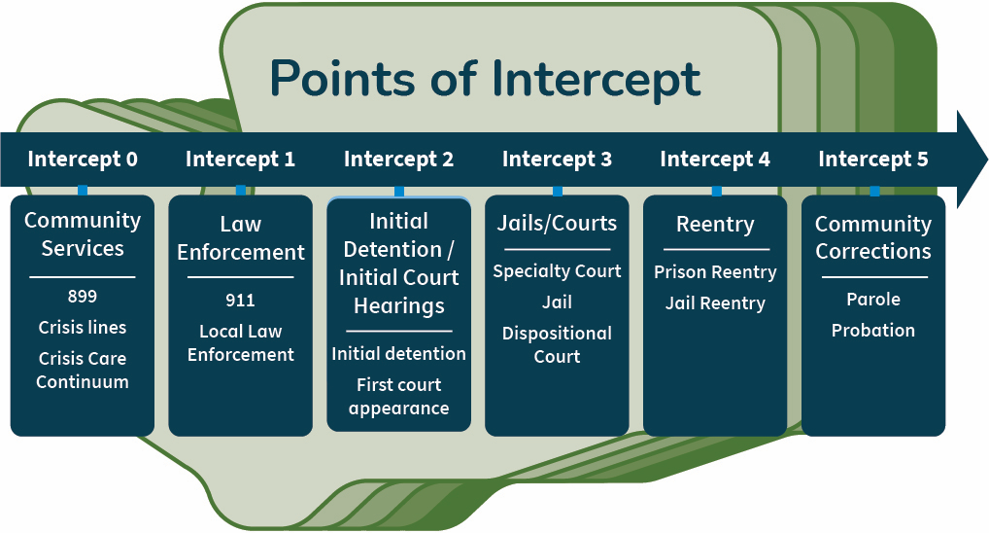 Points of Intercept
Intercept 0
Intercept 1
Intercept 2
Intercept 3
Intercept 4
Intercept 5
Community
Services
899
Crisis lines
Crisis Care
Continuum
Law
Enforcement
911
Local Law
Enforcement
Initial
Detention /
Initial Court
Hearings
Initial detention
First court
appearance
Jails/Courts
Specialty Court
Jail
Dispositional
Court
Reentry
Prison Reentry
Jail Reentry
Community
Corrections
Parole
Probation